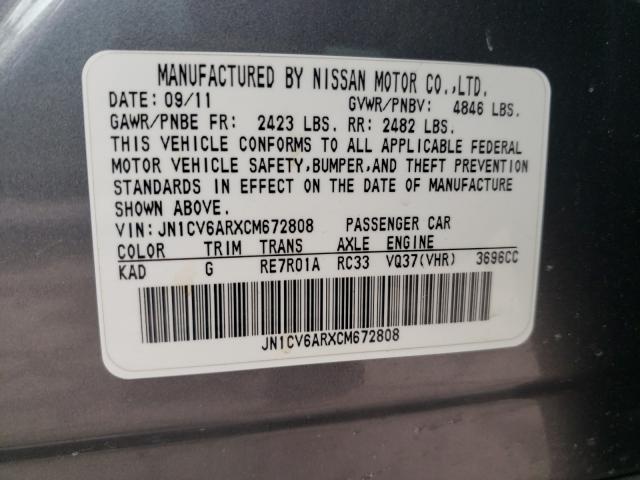 MANUFACTURED BY NISSAN MOTOR CO.,LTD.
DATE: 09/11 GVWR/PNBV: 4846 LBS.
GAWR/PNBE FR: 2423 LBS. RR: 2482 LBS.
THIS VEHICLE CONFORMS TO ALL APPLICABLE FEDERAL
MOTOR VEHICLE SAFETY,BUMPER,AND THEFT PREVENTION
STANDARDS IN EFFECT ON THE DATE OF MANUFACTURE
SHOWN ABOVE.
VIN:JN1CV6ARXCM672808 PASSENGER CAR
COLOR TRIM TRANS AXLE ENGINE
KAD G RE7R01A RC33 VQ37(VHR) 3696CC
JN1CV6ARXCM672808